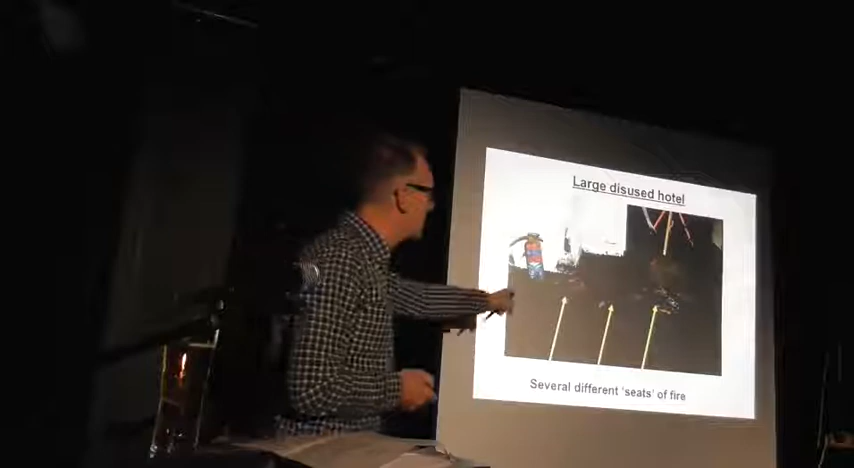 Large disused hotel
Several different 'seats' of fire